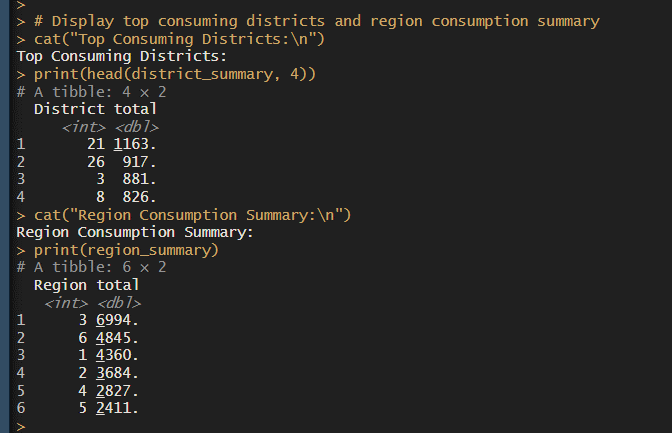 >
> # Display top consuming districts and region consumption summary
> cat("Top Consuming Districts:\n")
Top Consuming Districts:
> print(head(district_summary, 4))
# A tibble: 4 × 2
  District total
     <int> <dbl>
1       21 1163.
2       26  917.
3        3  881.
4        8  826.
> cat("Region Consumption Summary:\n")
Region Consumption Summary:
> print(region_summary)
# A tibble: 6 × 2
  Region total
   <int> <dbl>
1      3 6994.
2      6 4845.
3      1 4360.
4      2 3684.
5      4 2827.
6      5 2411.
>